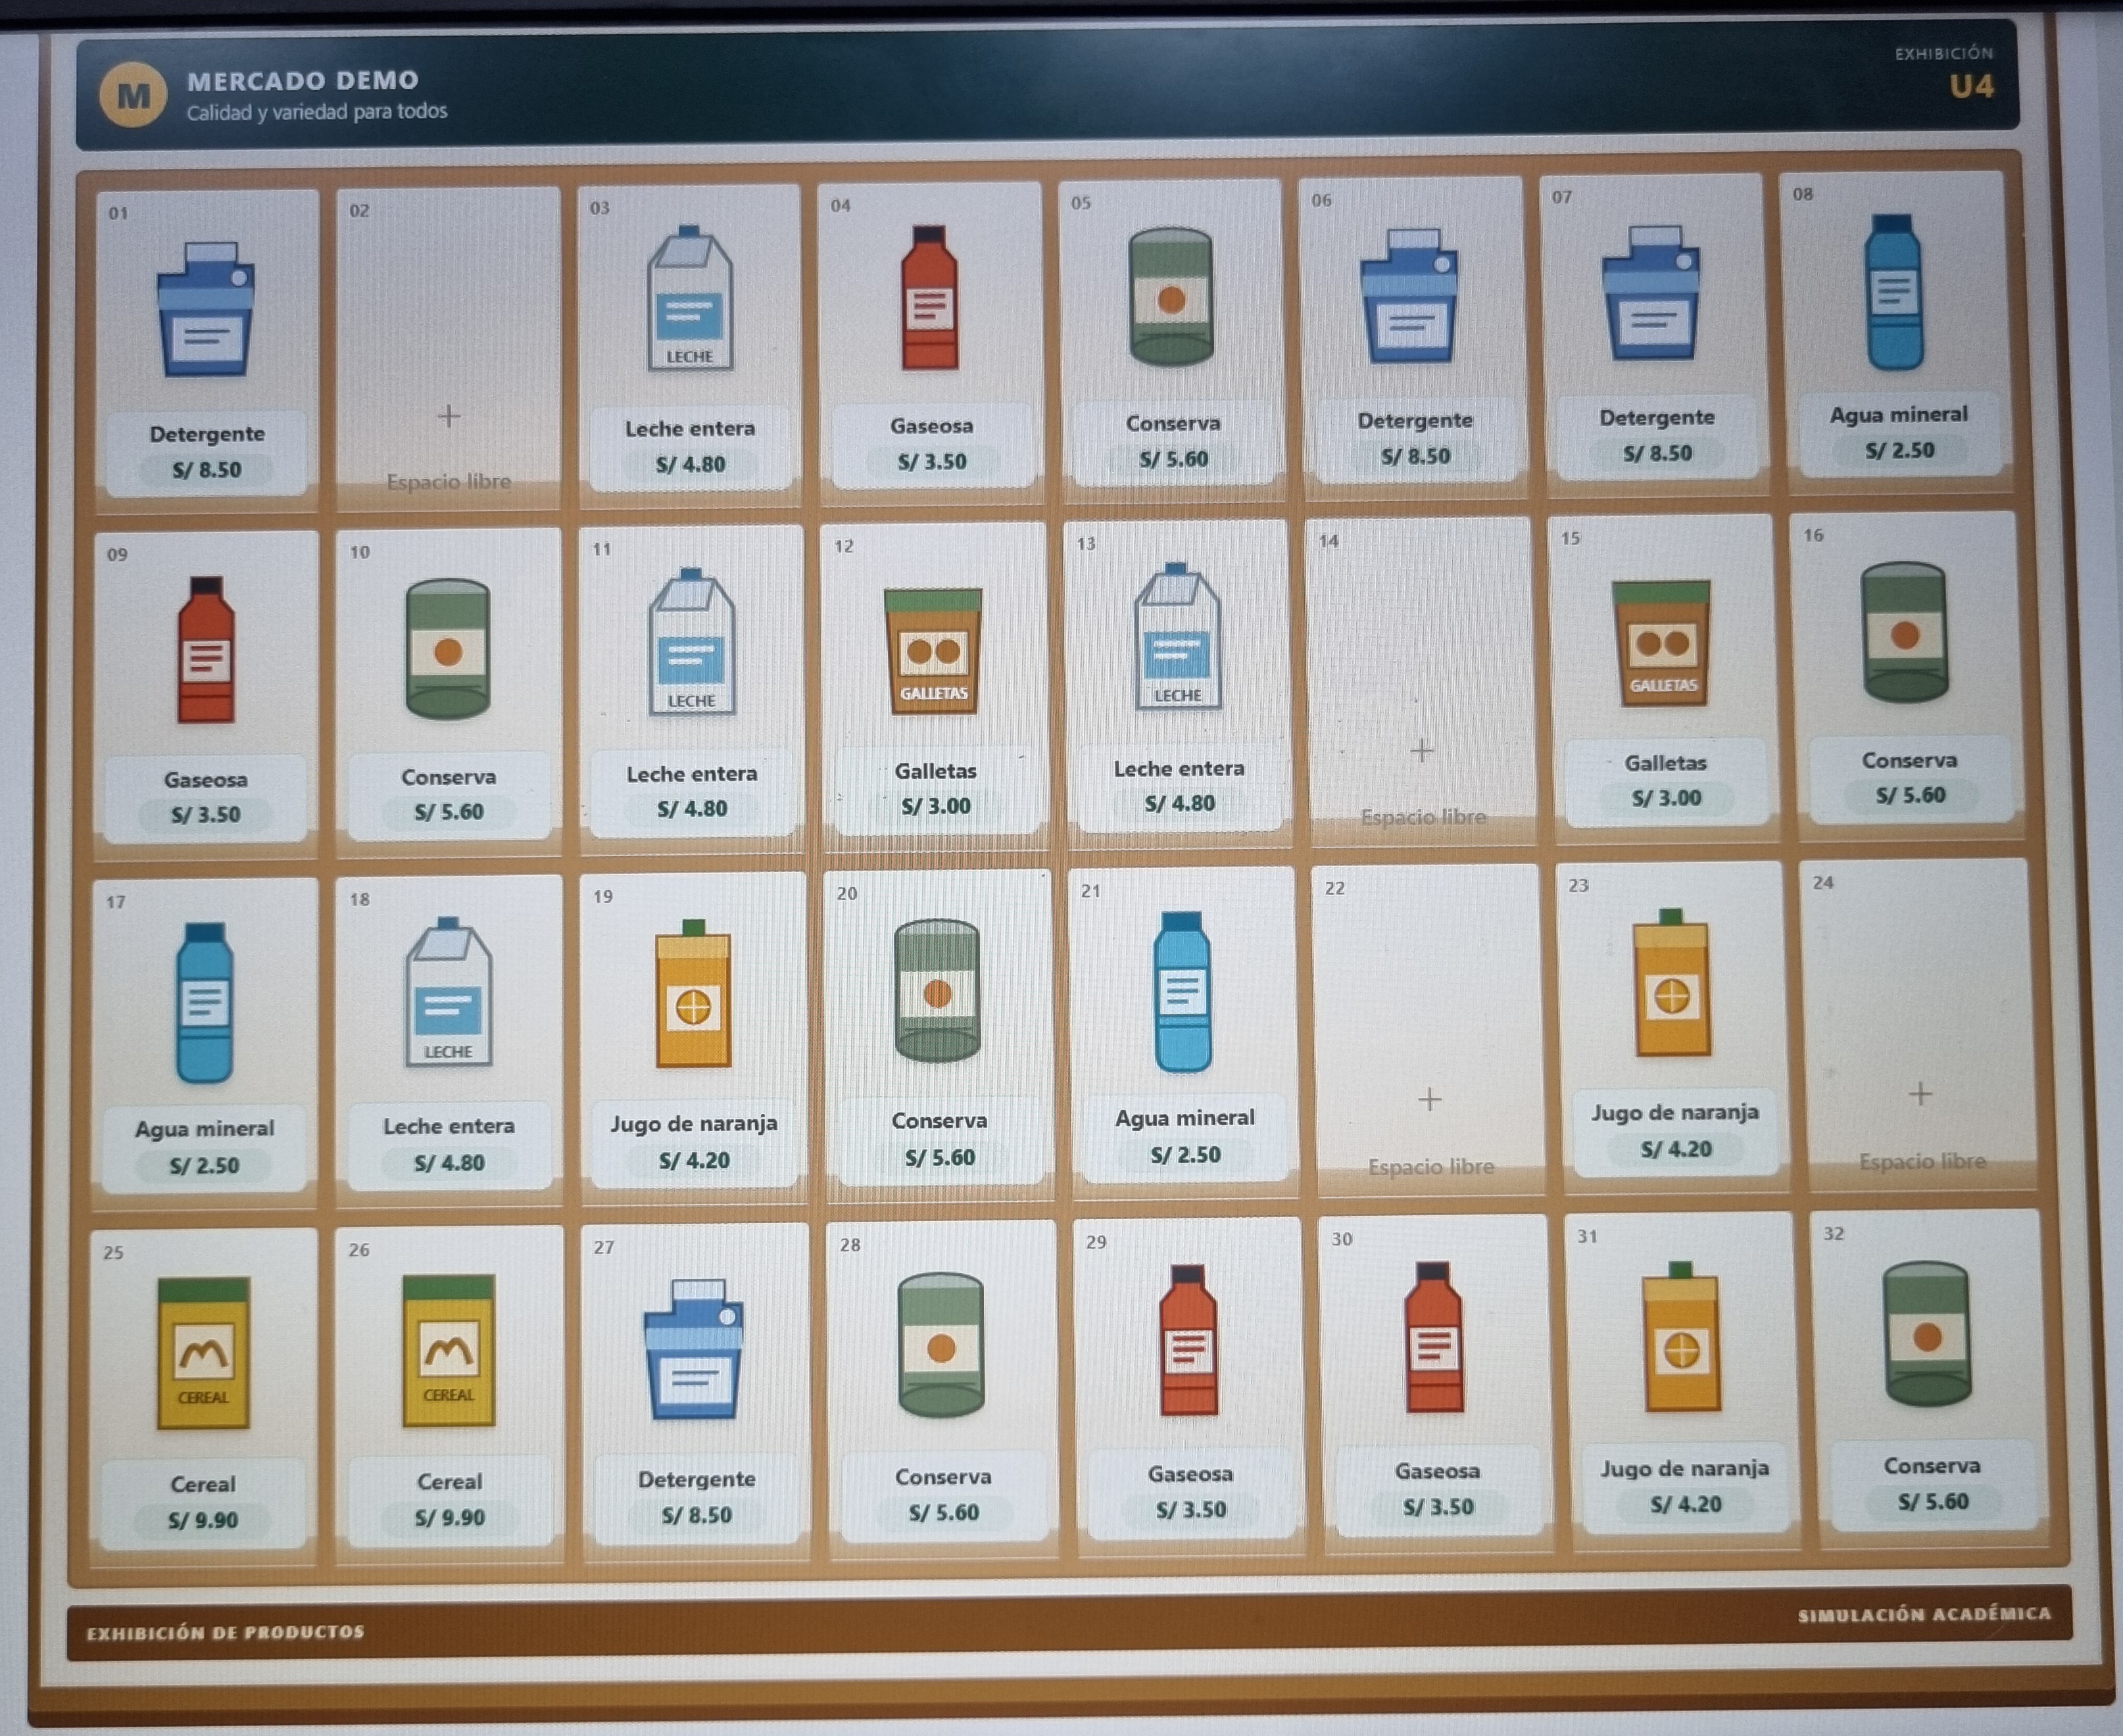 M
MERCADO DEMO
Calidad y variedad para todos
EXHIBICIÓN
U4
01
Detergente
S/ 8.50
02
+
Espacio libre
03
LECHE
Leche entera
S/ 4.80
04
Gaseosa
S/ 3.50
05
Conserva
S/ 5.60
06
Detergente
S/ 8.50
07
Detergente
S/ 8.50
08
Agua mineral
S/ 2.50
09
Gaseosa
S/ 3.50
10
Conserva
S/ 5.60
11
LECHE
Leche entera
S/ 4.80
12
GALLETAS
Galletas
S/ 3.00
13
LECHE
Leche entera
S/ 4.80
14
+
Espacio libre
15
GALLETAS
Galletas
S/ 3.00
16
Conserva
S/ 5.60
17
Agua mineral
S/ 2.50
18
LECHE
Leche entera
S/ 4.80
19
Jugo de naranja
S/ 4.20
20
Conserva
S/ 5.60
21
Agua mineral
S/ 2.50
22
+
Espacio libre
23
Jugo de naranja
S/ 4.20
24
+
Espacio libre
25
CEREAL
Cereal
S/ 9.90
26
CEREAL
Cereal
S/ 9.90
27
Detergente
S/ 8.50
28
Conserva
S/ 5.60
29
Gaseosa
S/ 3.50
30
Gaseosa
S/ 3.50
31
Jugo de naranja
S/ 4.20
32
Conserva
S/ 5.60
EXHIBICIÓN DE PRODUCTOS
SIMULACIÓN ACADÉMICA